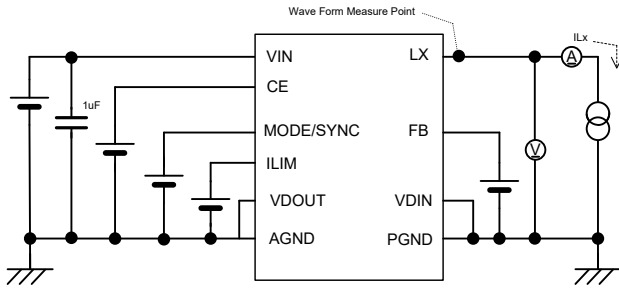 Wave Form Measure Point
ILx
VIN
LX
A
CE
1uF
MODE/SYNC
FB
V
ILIM
VDOUT
VDIN
AGND
PGND